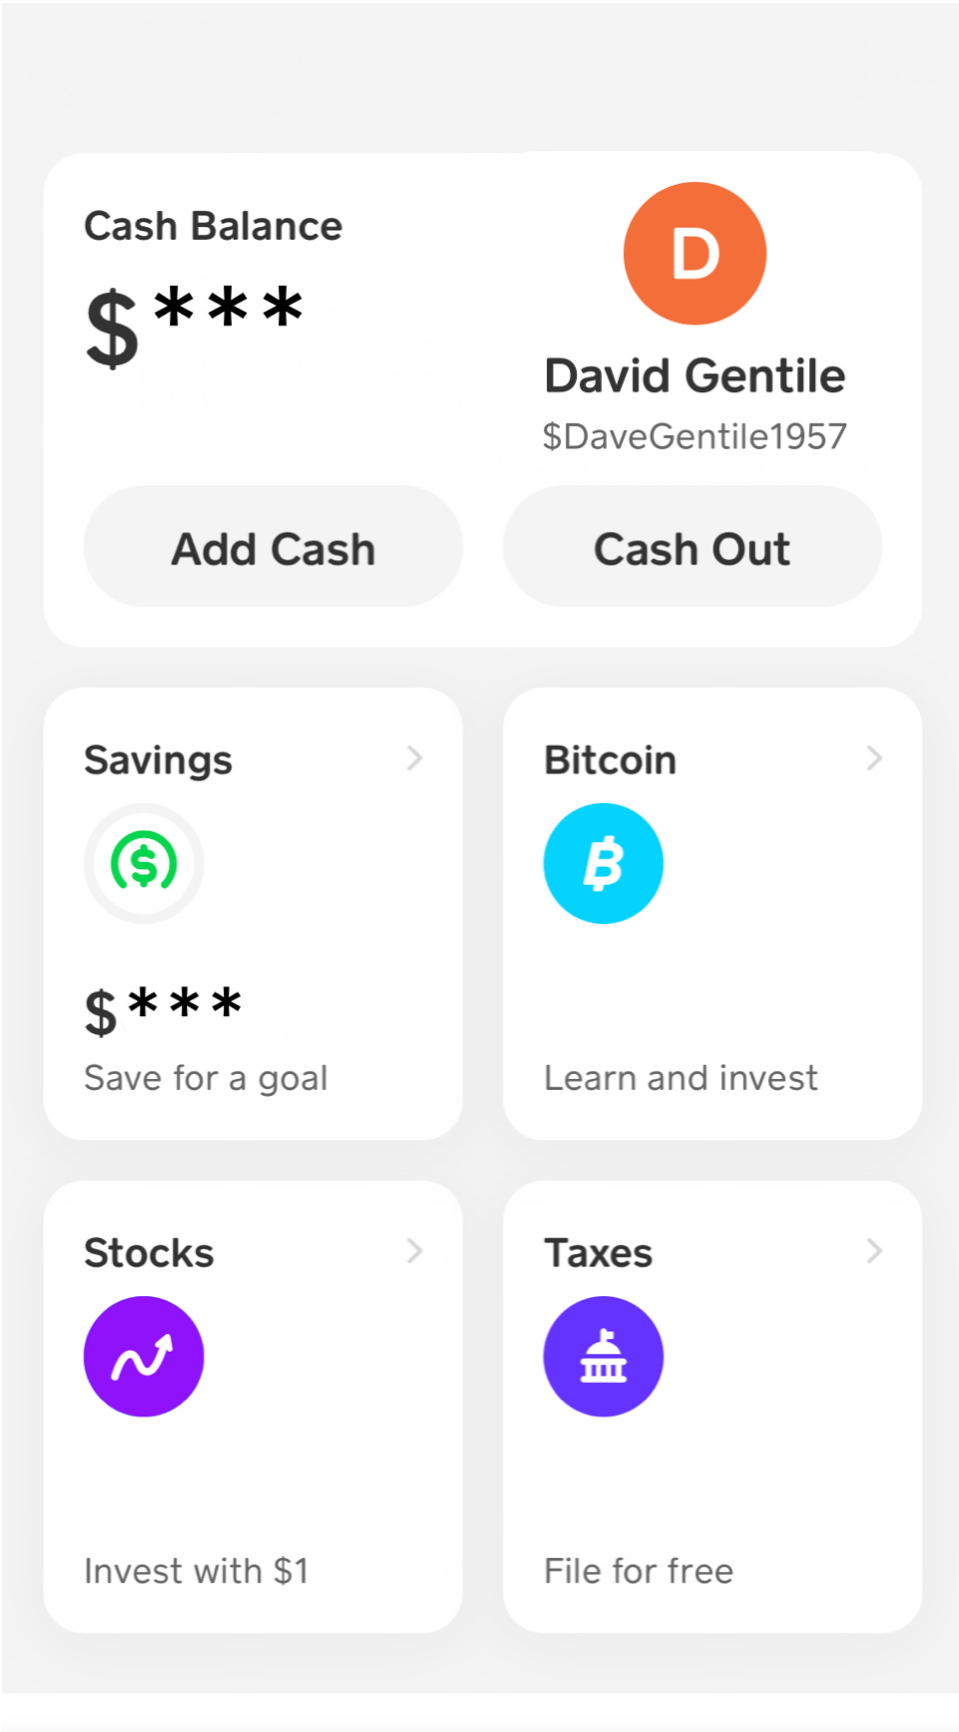 Cash Balance
$***
D
David Gentile
$DaveGentile1957
Add Cash
Cash Out
Savings
$
$***
Save for a goal
Bitcoin
₿
Learn and invest
Stocks
Invest with $1
Taxes
File for free